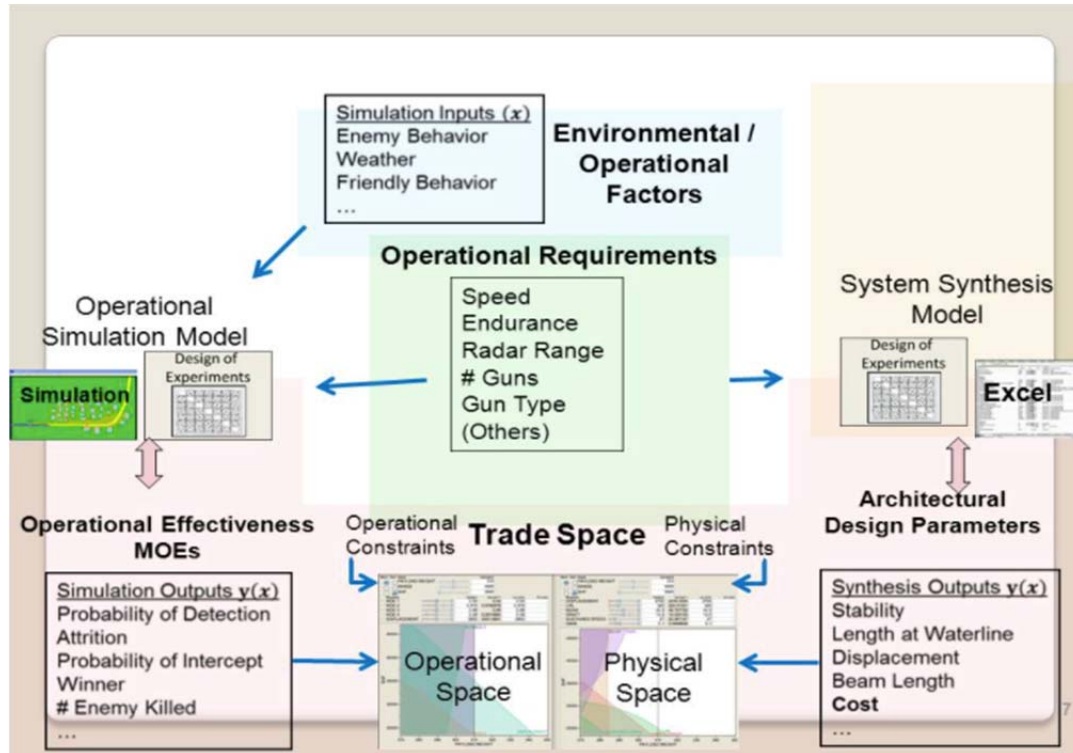 Simulation Inputs (x)
Enemy Behavior
Weather
Friendly Behavior
...
Environmental /
Operational
Factors
Operational Requirements
Speed
Endurance
Radar Range
# Guns
Gun Type
(Others)
Operational
Simulation Model
Design of
Experiments
Simulation
System Synthesis
Model
Design of
Experiments
Excel
Operational Effectiveness
MOEs
Operational
Constraints
Trade Space
Physical
Constraints
Architectural
Design Parameters
Simulation Outputs y(x)
Probability of Detection
Attrition
Probability of Intercept
Winner
# Enemy Killed
...
Operational
Space
Physical
Space
Synthesis Outputs y(x)
Stability
Length at Waterline
Displacement
Beam Length
Cost
...
7